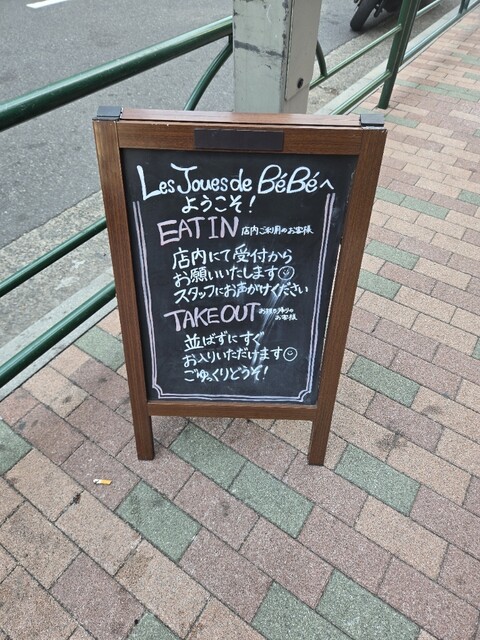 Les Joues de BéBéへ
ようこそ!
EAT IN 店内ご利用のお客様
店内にて受付から
お願いいたします☺
スタッフにお声がけください
TAKE OUT お持ち帰りの
お客様
並ばずにすぐ
お入りいただけます☺
ごゆっくりどうぞ!